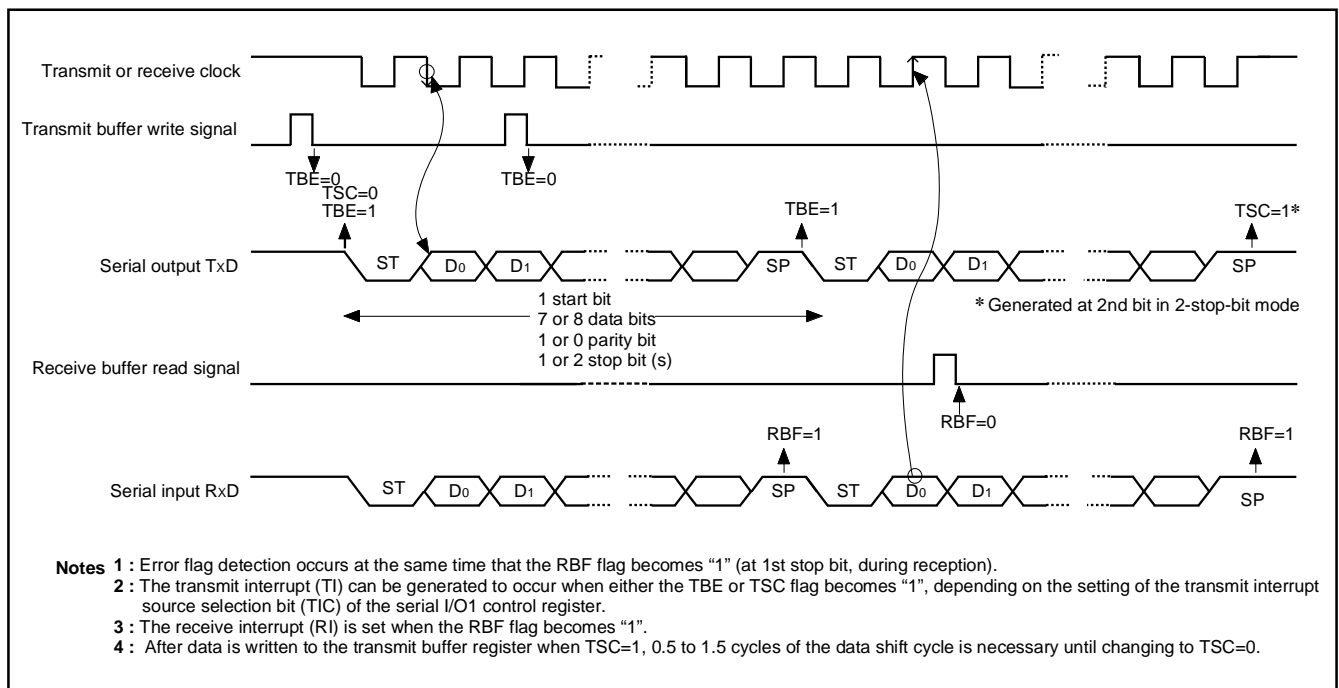 Transmit or receive clock
Transmit buffer write signal
TBE=0
TBE=0
TSC=0
TBE=1
TBE=1
TSC=1*
Serial output TxD
ST
D0
D1
SP
ST
D0
D1
SP
1 start bit
7 or 8 data bits
1 or 0 parity bit
1 or 2 stop bit (s)
* Generated at 2nd bit in 2-stop-bit mode
Receive buffer read signal
RBF=0
RBF=1
RBF=1
Serial input RxD
ST
D0
D1
SP
ST
D0
D1
SP
Notes 1 : Error flag detection occurs at the same time that the RBF flag becomes “1” (at 1st stop bit, during reception).
2 : The transmit interrupt (TI) can be generated to occur when either the TBE or TSC flag becomes “1”, depending on the setting of the transmit interrupt
source selection bit (TIC) of the serial I/O1 control register.
3 : The receive interrupt (RI) is set when the RBF flag becomes “1”.
4 : After data is written to the transmit buffer register when TSC=1, 0.5 to 1.5 cycles of the data shift cycle is necessary until changing to TSC=0.